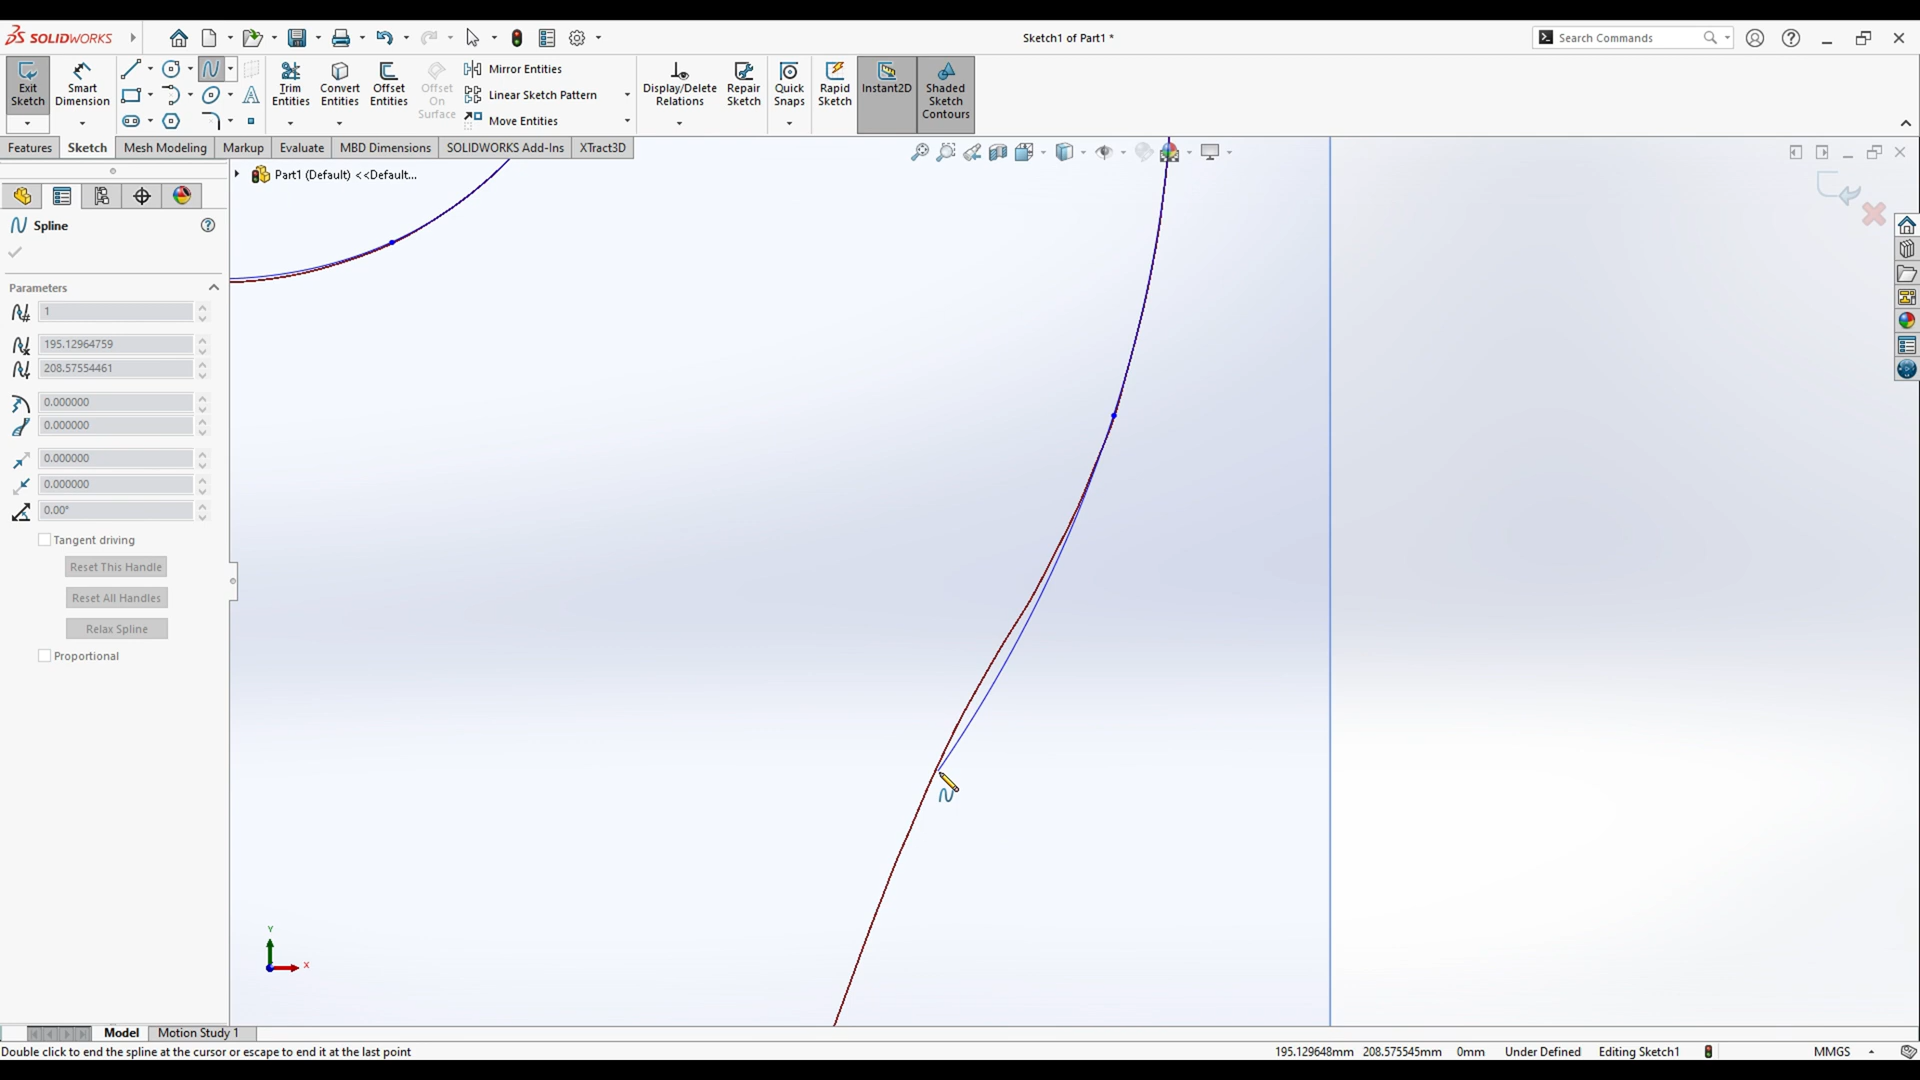 SOLIDWORKS
Sketch1 of Part1 *
Search Commands
Exit Sketch
Smart Dimension
Trim Entities
Convert Entities
Offset Entities
Offset On Surface
Mirror Entities
Linear Sketch Pattern
Move Entities
Display/Delete Relations
Repair Sketch
Quick Snaps
Rapid Sketch
Instant2D
Shaded Sketch Contours
Features
Sketch
Mesh Modeling
Markup
Evaluate
MBD Dimensions
SOLIDWORKS Add-Ins
XTract3D
Part1 (Default) <<Default...
Spline
Parameters
1
195.12964759
208.57554461
0.000000
0.000000
0.000000
0.000000
0.00°
Tangent driving
Reset This Handle
Reset All Handles
Relax Spline
Proportional
Y
X
Model
Motion Study 1
Double click to end the spline at the cursor or escape to end it at the last point
195.129648mm 208.575545mm 0mm Under Defined Editing Sketch1 MMGS